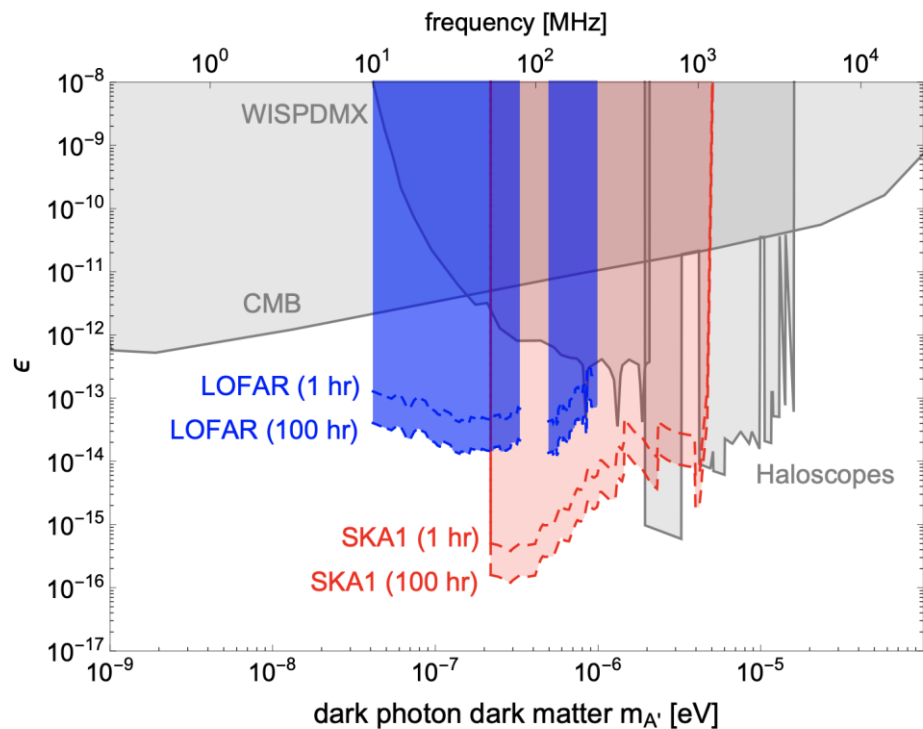 frequency [MHz]
10^0 10^1 10^2 10^3 10^4
10^-8
10^-9
10^-10
10^-11
10^-12
10^-13
10^-14
10^-15
10^-16
10^-17
ϵ
WISPDMX
CMB
LOFAR (1 hr)
LOFAR (100 hr)
Haloscopes
SKA1 (1 hr)
SKA1 (100 hr)
10^-9 10^-8 10^-7 10^-6 10^-5
dark photon dark matter m_A' [eV]